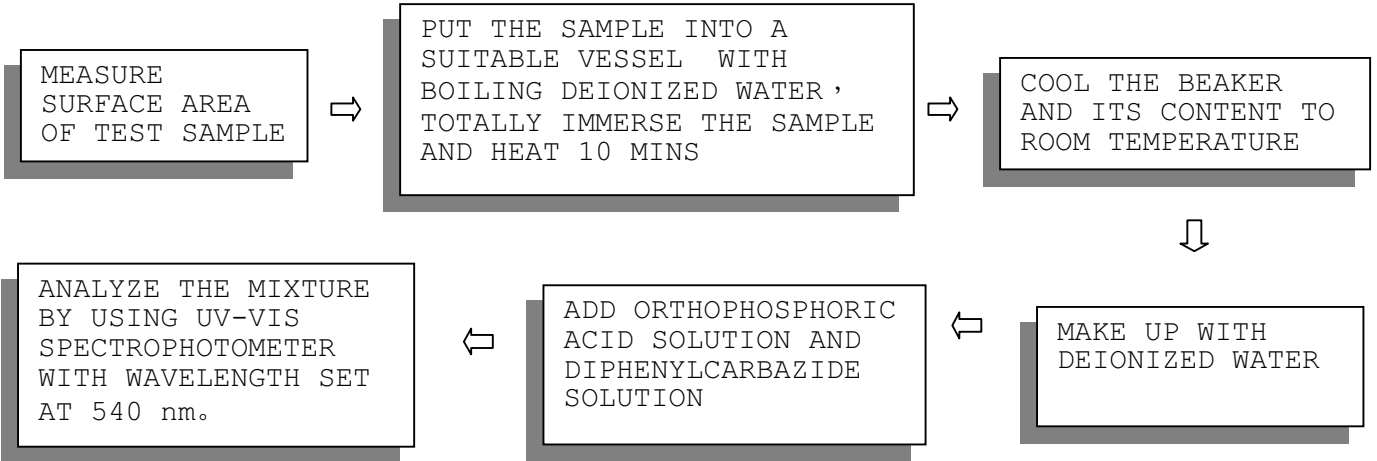 MEASURE
SURFACE AREA
OF TEST SAMPLE
PUT THE SAMPLE INTO A
SUITABLE VESSEL WITH
BOILING DEIONIZED WATER，
TOTALLY IMMERSE THE SAMPLE
AND HEAT 10 MINS
COOL THE BEAKER
AND ITS CONTENT TO
ROOM TEMPERATURE
MAKE UP WITH
DEIONIZED WATER
ADD ORTHOPHOSPHORIC
ACID SOLUTION AND
DIPHENYLCARBAZIDE
SOLUTION
ANALYZE THE MIXTURE
BY USING UV-VIS
SPECTROPHOTOMETER
WITH WAVELENGTH SET
AT 540 nm。